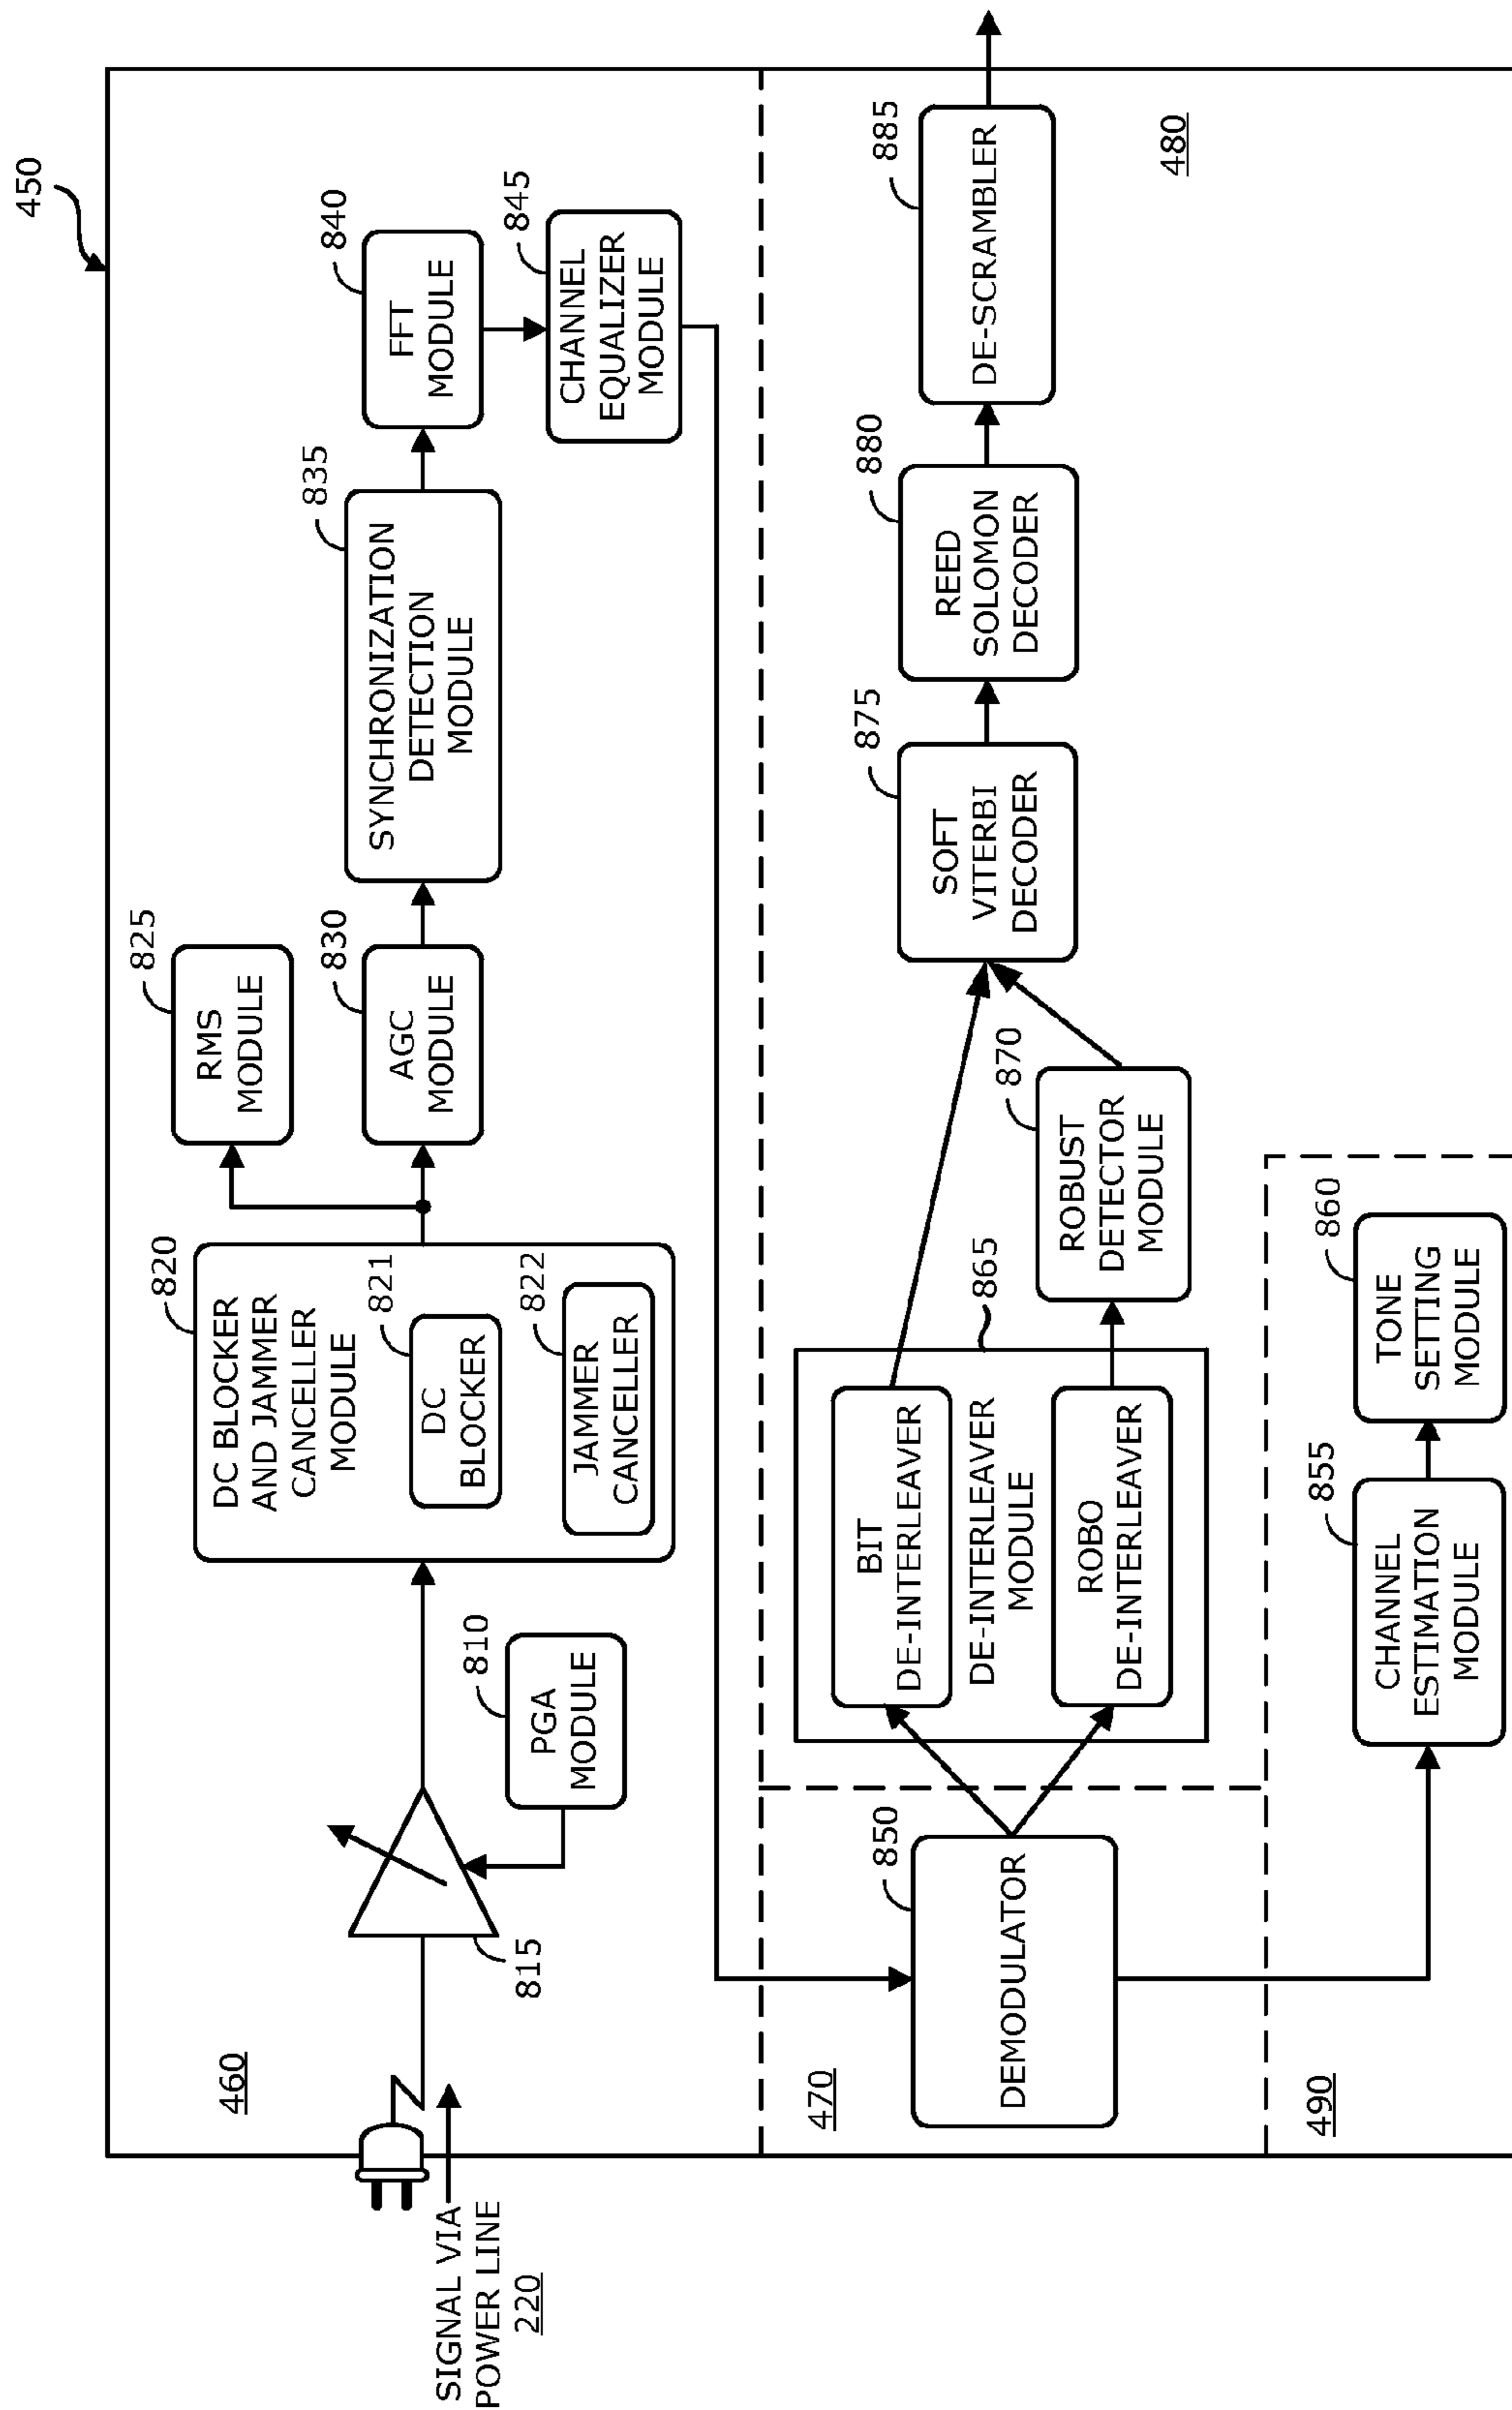 450
460
SIGNAL VIA
POWER LINE
220
815
810
PGA
MODULE
820
DC BLOCKER
AND JAMMER
CANCELLER
MODULE
821
DC
BLOCKER
822
JAMMER
CANCELLER
825
RMS
MODULE
830
AGC
MODULE
835
SYNCHRONIZATION
DETECTION
MODULE
840
FFT
MODULE
845
CHANNEL
EQUALIZER
MODULE
470
850
DEMODULATOR
865
BIT
DE-INTERLEAVER
DE-INTERLEAVER
MODULE
ROBO
DE-INTERLEAVER
870
ROBUST
DETECTOR
MODULE
875
SOFT
VITERBI
DECODER
880
REED
SOLOMON
DECODER
885
DE-SCRAMBLER
480
490
855
CHANNEL
ESTIMATION
MODULE
860
TONE
SETTING
MODULE